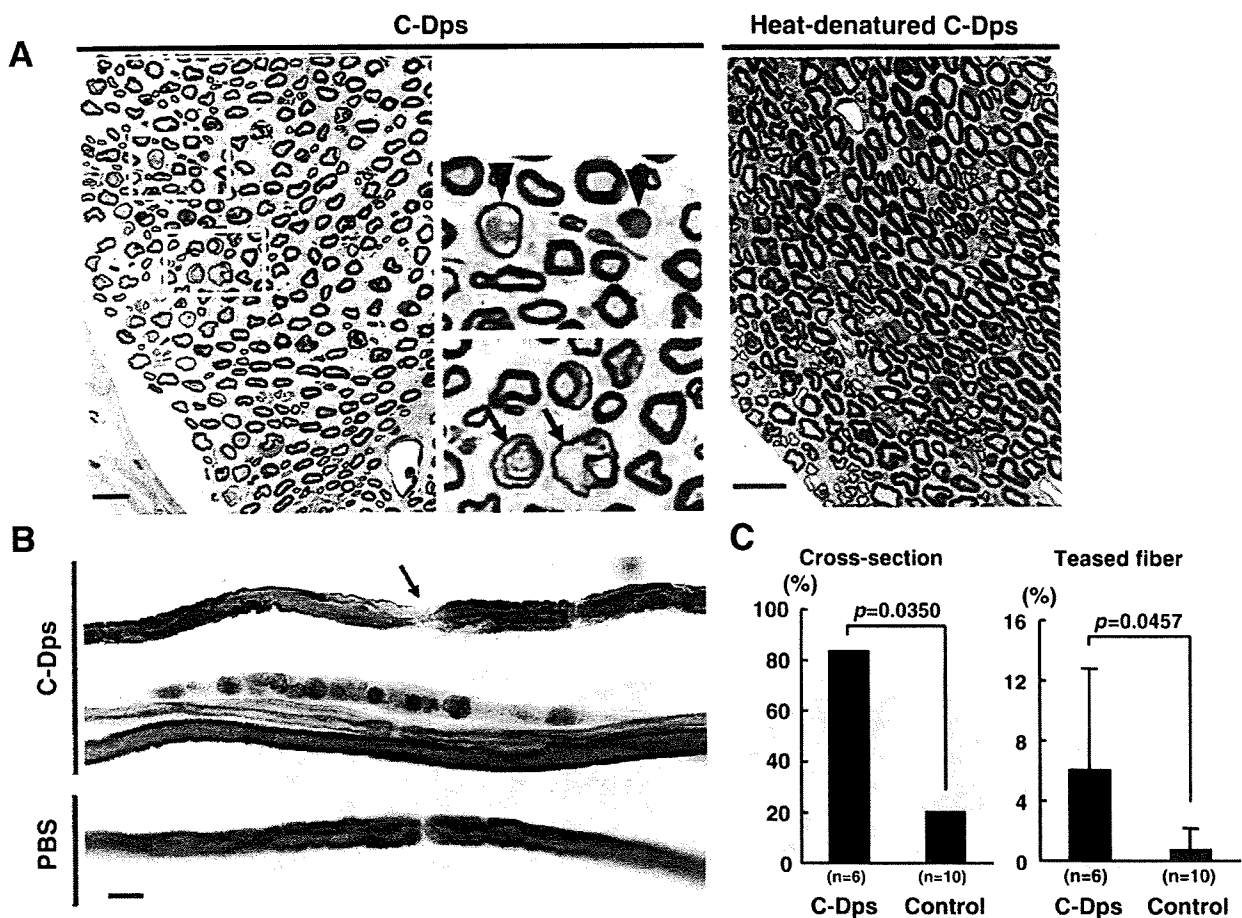 C-Dps
Heat-denatured C-Dps
A
B
C-Dps
PBS
C
Cross-section
(%)
100
80
60
40
20
0
p=0.0350
(n=6)
(n=10)
C-Dps
Control
Teased fiber
(%)
16
12
8
4
0
p=0.0457
(n=6)
(n=10)
C-Dps
Control